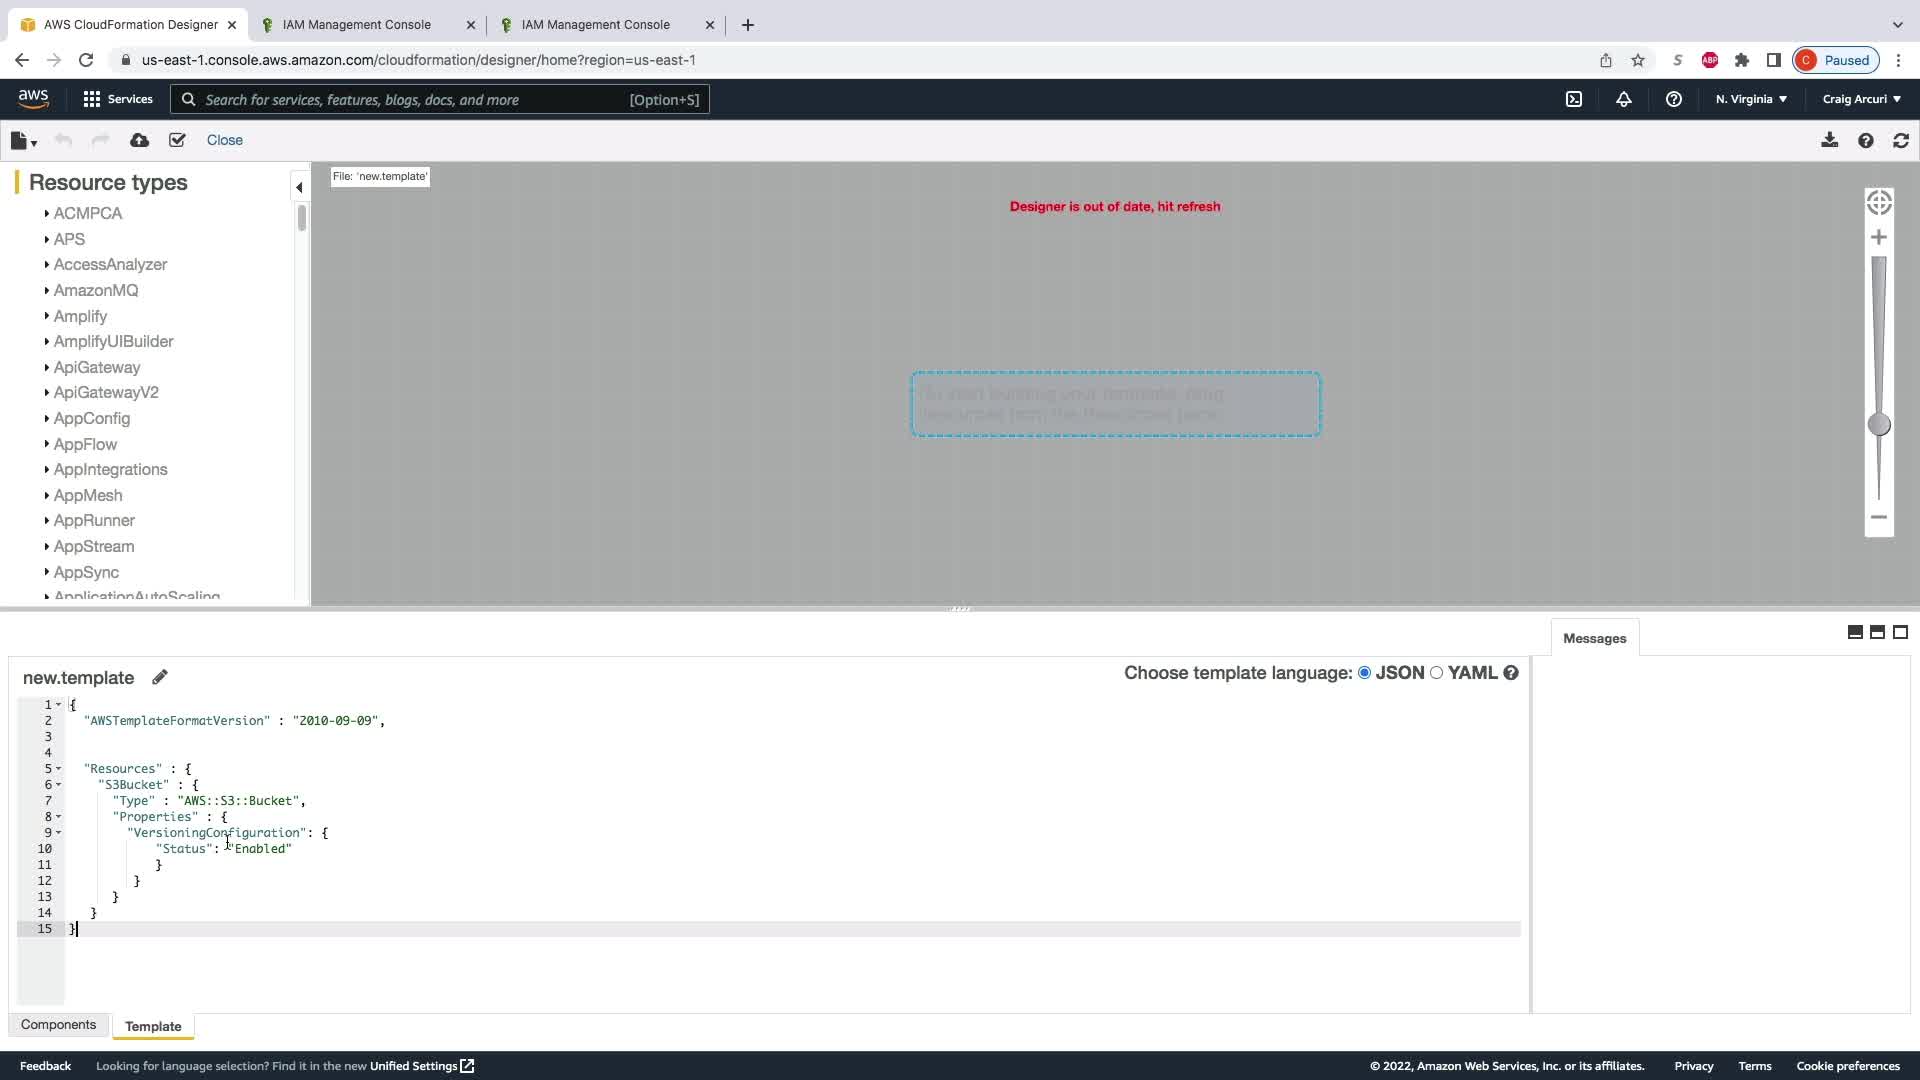 AWS CloudFormation Designer
IAM Management Console
IAM Management Console
us-east-1.console.aws.amazon.com/cloudformation/designer/home?region=us-east-1
S
ABP
C Paused
aws
Services
Search for services, features, blogs, docs, and more [Option+S]
N. Virginia
Craig Arcuri
Close
Resource types
ACMPCA
APS
AccessAnalyzer
AmazonMQ
Amplify
AmplifyUIBuilder
ApiGateway
ApiGatewayV2
AppConfig
AppFlow
AppIntegrations
AppMesh
AppRunner
AppStream
AppSync
ApplicationAutoScaling
File: 'new.template'
Designer is out of date, hit refresh
Messages
new.template
Choose template language: JSON YAML
1 {
2 "AWSTemplateFormatVersion" : "2010-09-09",
3
4
5 "Resources" : {
6 "S3Bucket" : {
7 "Type" : "AWS::S3::Bucket",
8 "Properties" : {
9 "VersioningConfiguration": {
10 "Status": "Enabled"
11 }
12 }
13 }
14 }
15 }
Components
Template
Feedback
Looking for language selection? Find it in the new Unified Settings
© 2022, Amazon Web Services, Inc. or its affiliates.
Privacy
Terms
Cookie preferences